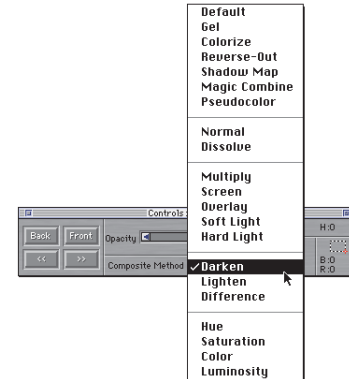 Default
Gel
Colorize
Reverse-Out
Shadow Map
Magic Combine
Pseudocolor
Normal
Dissolve
Multiply
Screen
Overlay
Soft Light
Hard Light
✓Darken
Lighten
Difference
Hue
Saturation
Color
Luminosity
Controls:
Back Front Opacity
<< >> Composite Method
H:0
B:0
R:0